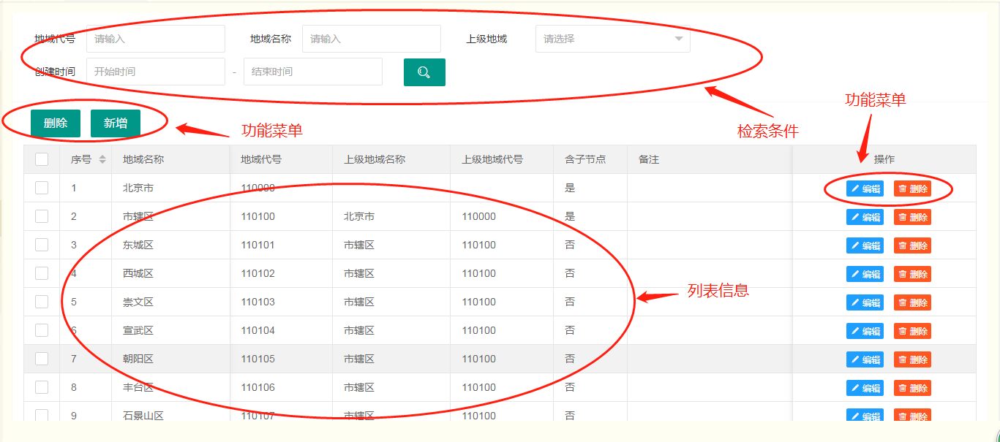 地域代号 请输入 地域名称 请输入 上级地域 请选择
创建时间 开始时间 - 结束时间
功能菜单
删除 新增 功能菜单 检索条件
序号 地域名称 地域代号 上级地域名称 上级地域代号 含子节点 备注 操作
1 北京市 110000 是 编辑 删除
2 市辖区 110100 北京市 110000 是 编辑 删除
3 东城区 110101 市辖区 110100 否 编辑 删除
4 西城区 110102 市辖区 110100 否 编辑 删除
列表信息
5 崇文区 110103 市辖区 110100 否 编辑 删除
6 宣武区 110104 市辖区 110100 否 编辑 删除
7 朝阳区 110105 市辖区 110100 否 编辑 删除
8 丰台区 110106 市辖区 110100 否 编辑 删除
9 石景山区 110107 市辖区 110100 否 编辑 删除